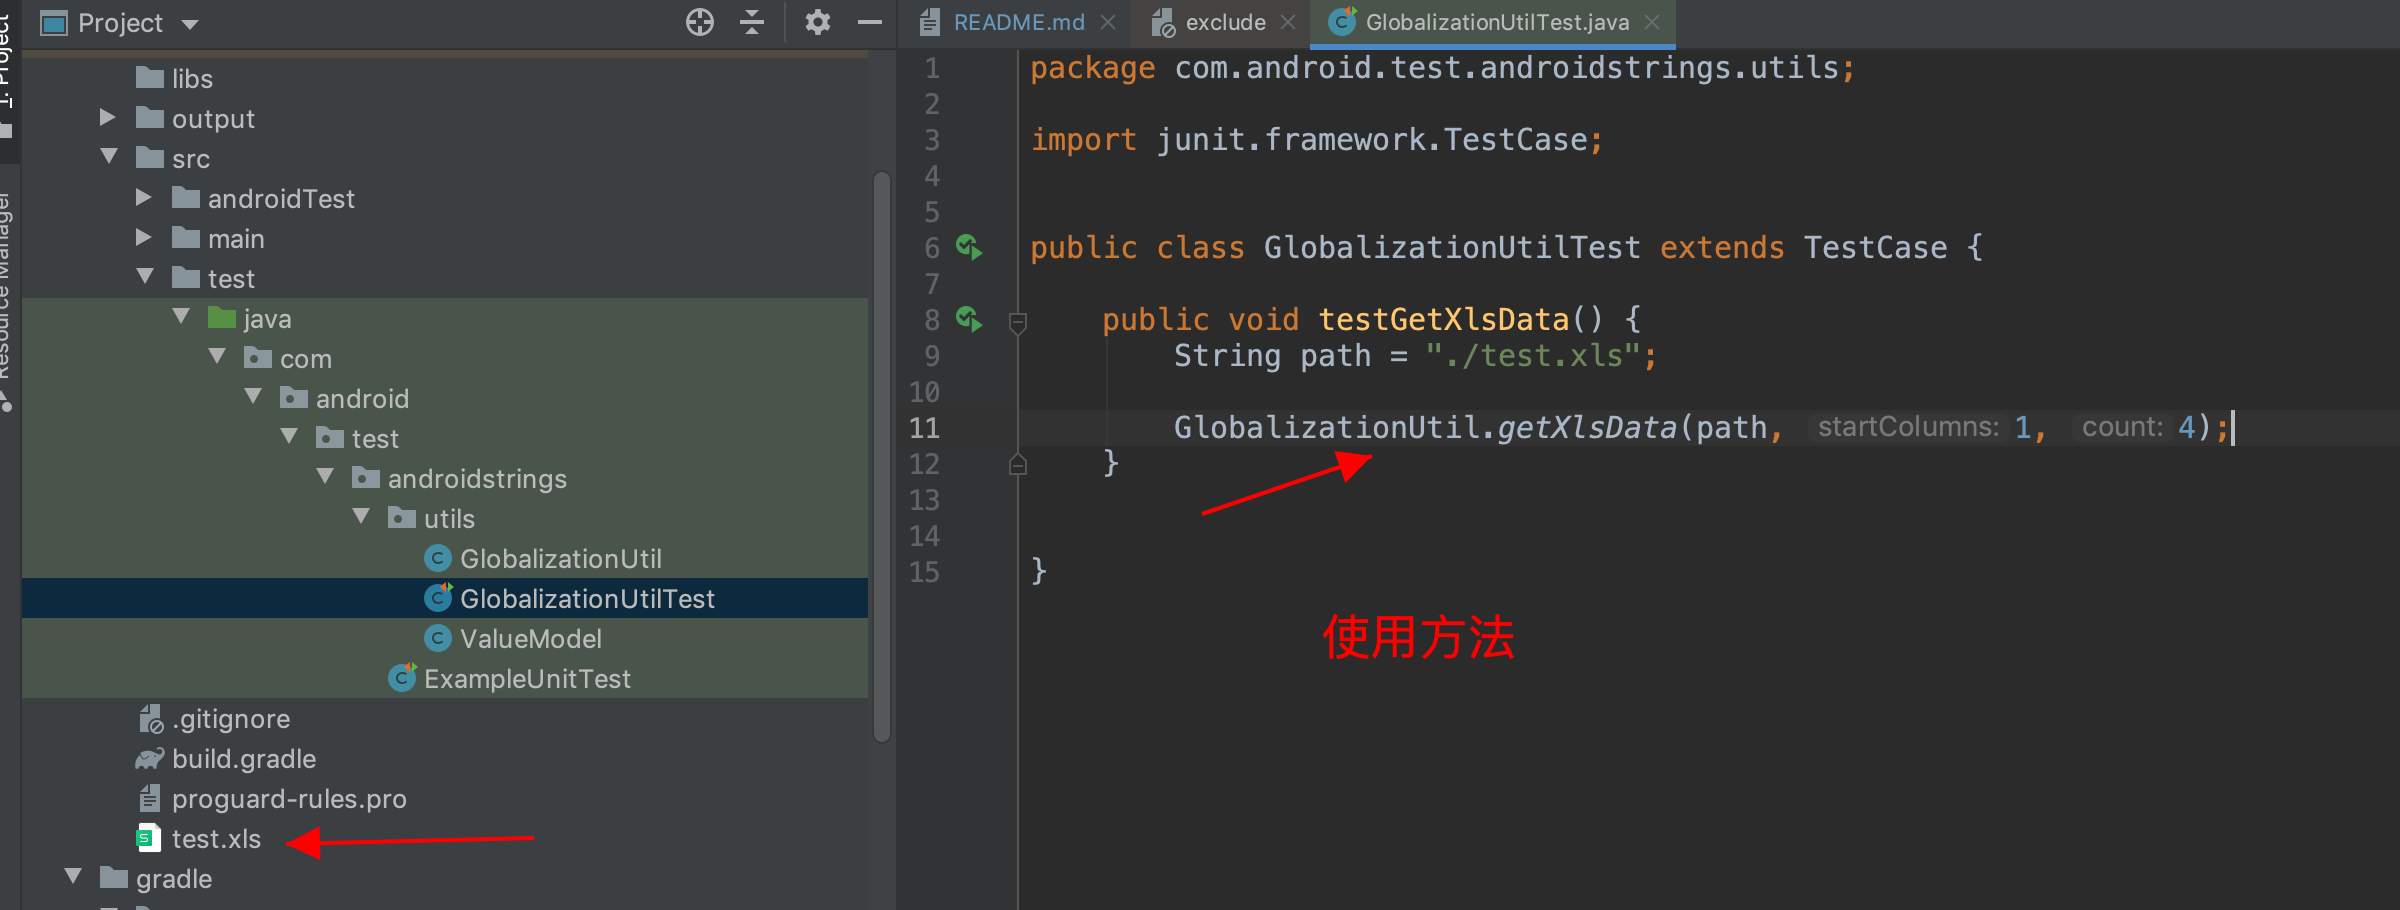 Project
README.md
exclude
GlobalizationUtilTest.java
Project
Resource Manager
libs
output
src
androidTest
main
test
java
com
android
test
androidstrings
utils
GlobalizationUtil
GlobalizationUtilTest
ValueModel
ExampleUnitTest
.gitignore
build.gradle
proguard-rules.pro
test.xls
gradle
1 package com.android.test.androidstrings.utils;
2
3 import junit.framework.TestCase;
4
5
6 public class GlobalizationUtilTest extends TestCase {
7
8 public void testGetXlsData() {
9 String path = "./test.xls";
10
11 GlobalizationUtil.getXlsData(path, startColumns: 1, count: 4);
12 }
13
14
15 }
使用方法